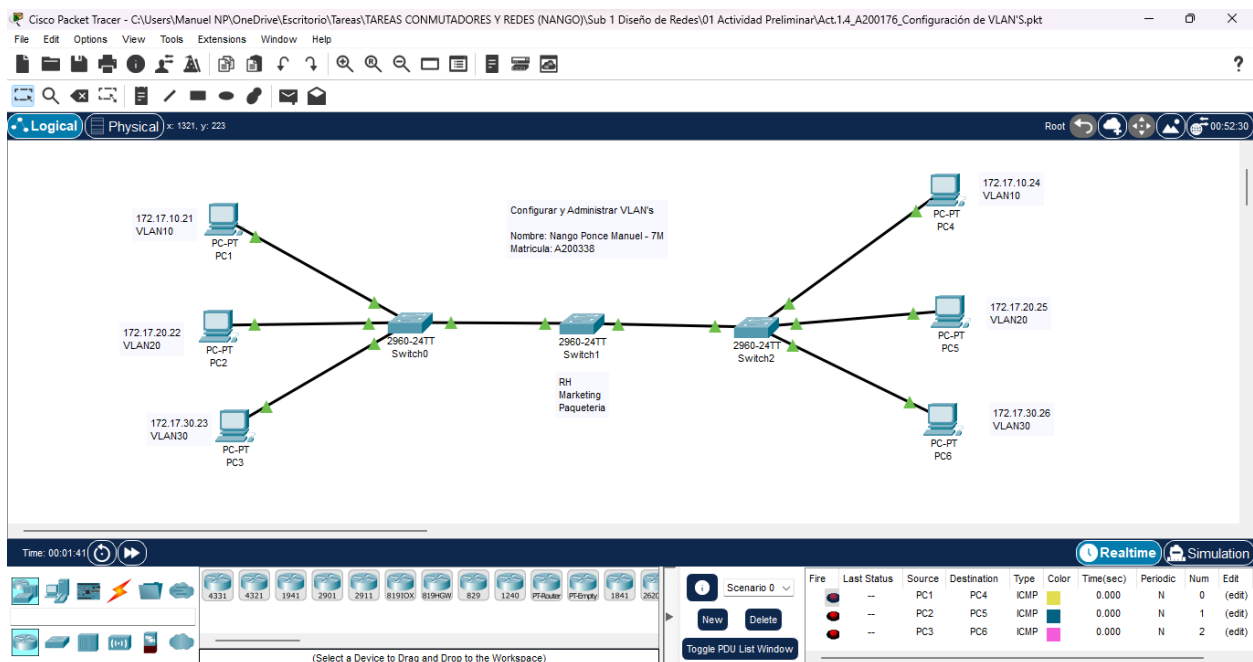 Cisco Packet Tracer - C:\Users\Manuel NP\OneDrive\Escritorio\Tareas\TAREAS CONMUTADORES Y REDES (NANGO)\Sub 1 Diseño de Redes\01 Actividad Preliminar\Act.1.4_A200176_Configuración de VLAN'S.pkt
File Edit Options View Tools Extensions Window Help
?
Logical Physical x: 1321, y: 223 Root 00:52:30
172.17.10.21
VLAN10
PC-PT
PC1
Configurar y Administrar VLAN's
Nombre: Nango Ponce Manuel - 7M
Matricula: A200338
172.17.10.24
VLAN10
PC-PT
PC4
172.17.20.22
VLAN20
PC-PT
PC2
2960-24TT
Switch0
2960-24TT
Switch1
2960-24TT
Switch2
172.17.20.25
VLAN20
PC-PT
PC5
RH
Marketing
Paqueteria
172.17.30.23
VLAN30
PC-PT
PC3
172.17.30.26
VLAN30
PC-PT
PC6
Time: 00:01:41 Realtime Simulation
4331 4321 1941 2901 2911 819IOX 819HGW 829 1240 PT-Router PT-Empty 1841 262
(Select a Device to Drag and Drop to the Workspace)
Scenario 0
New Delete
Toggle PDU List Window
Fire Last Status Source Destination Type Color Time(sec) Periodic Num Edit
-- PC1 PC4 ICMP 0.000 N 0 (edit)
-- PC2 PC5 ICMP 0.000 N 1 (edit)
-- PC3 PC6 ICMP 0.000 N 2 (edit)